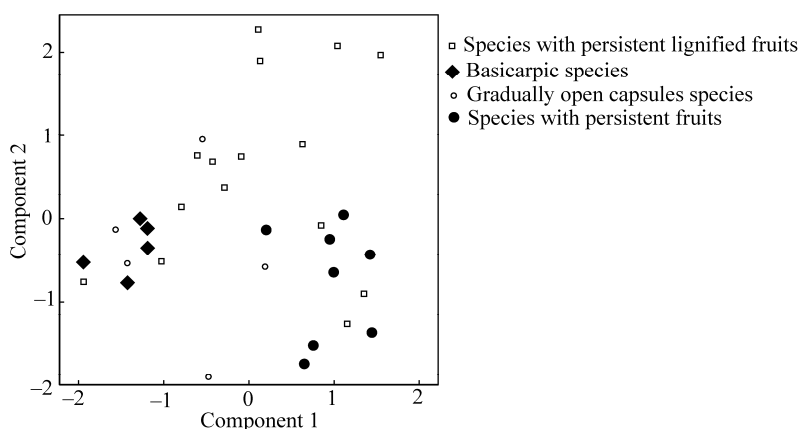 2
1
0
−1
−2
Component 2
−2
−1
0
1
2
Component 1
Species with persistent lignified fruits
Basicarpic species
Gradually open capsules species
Species with persistent fruits